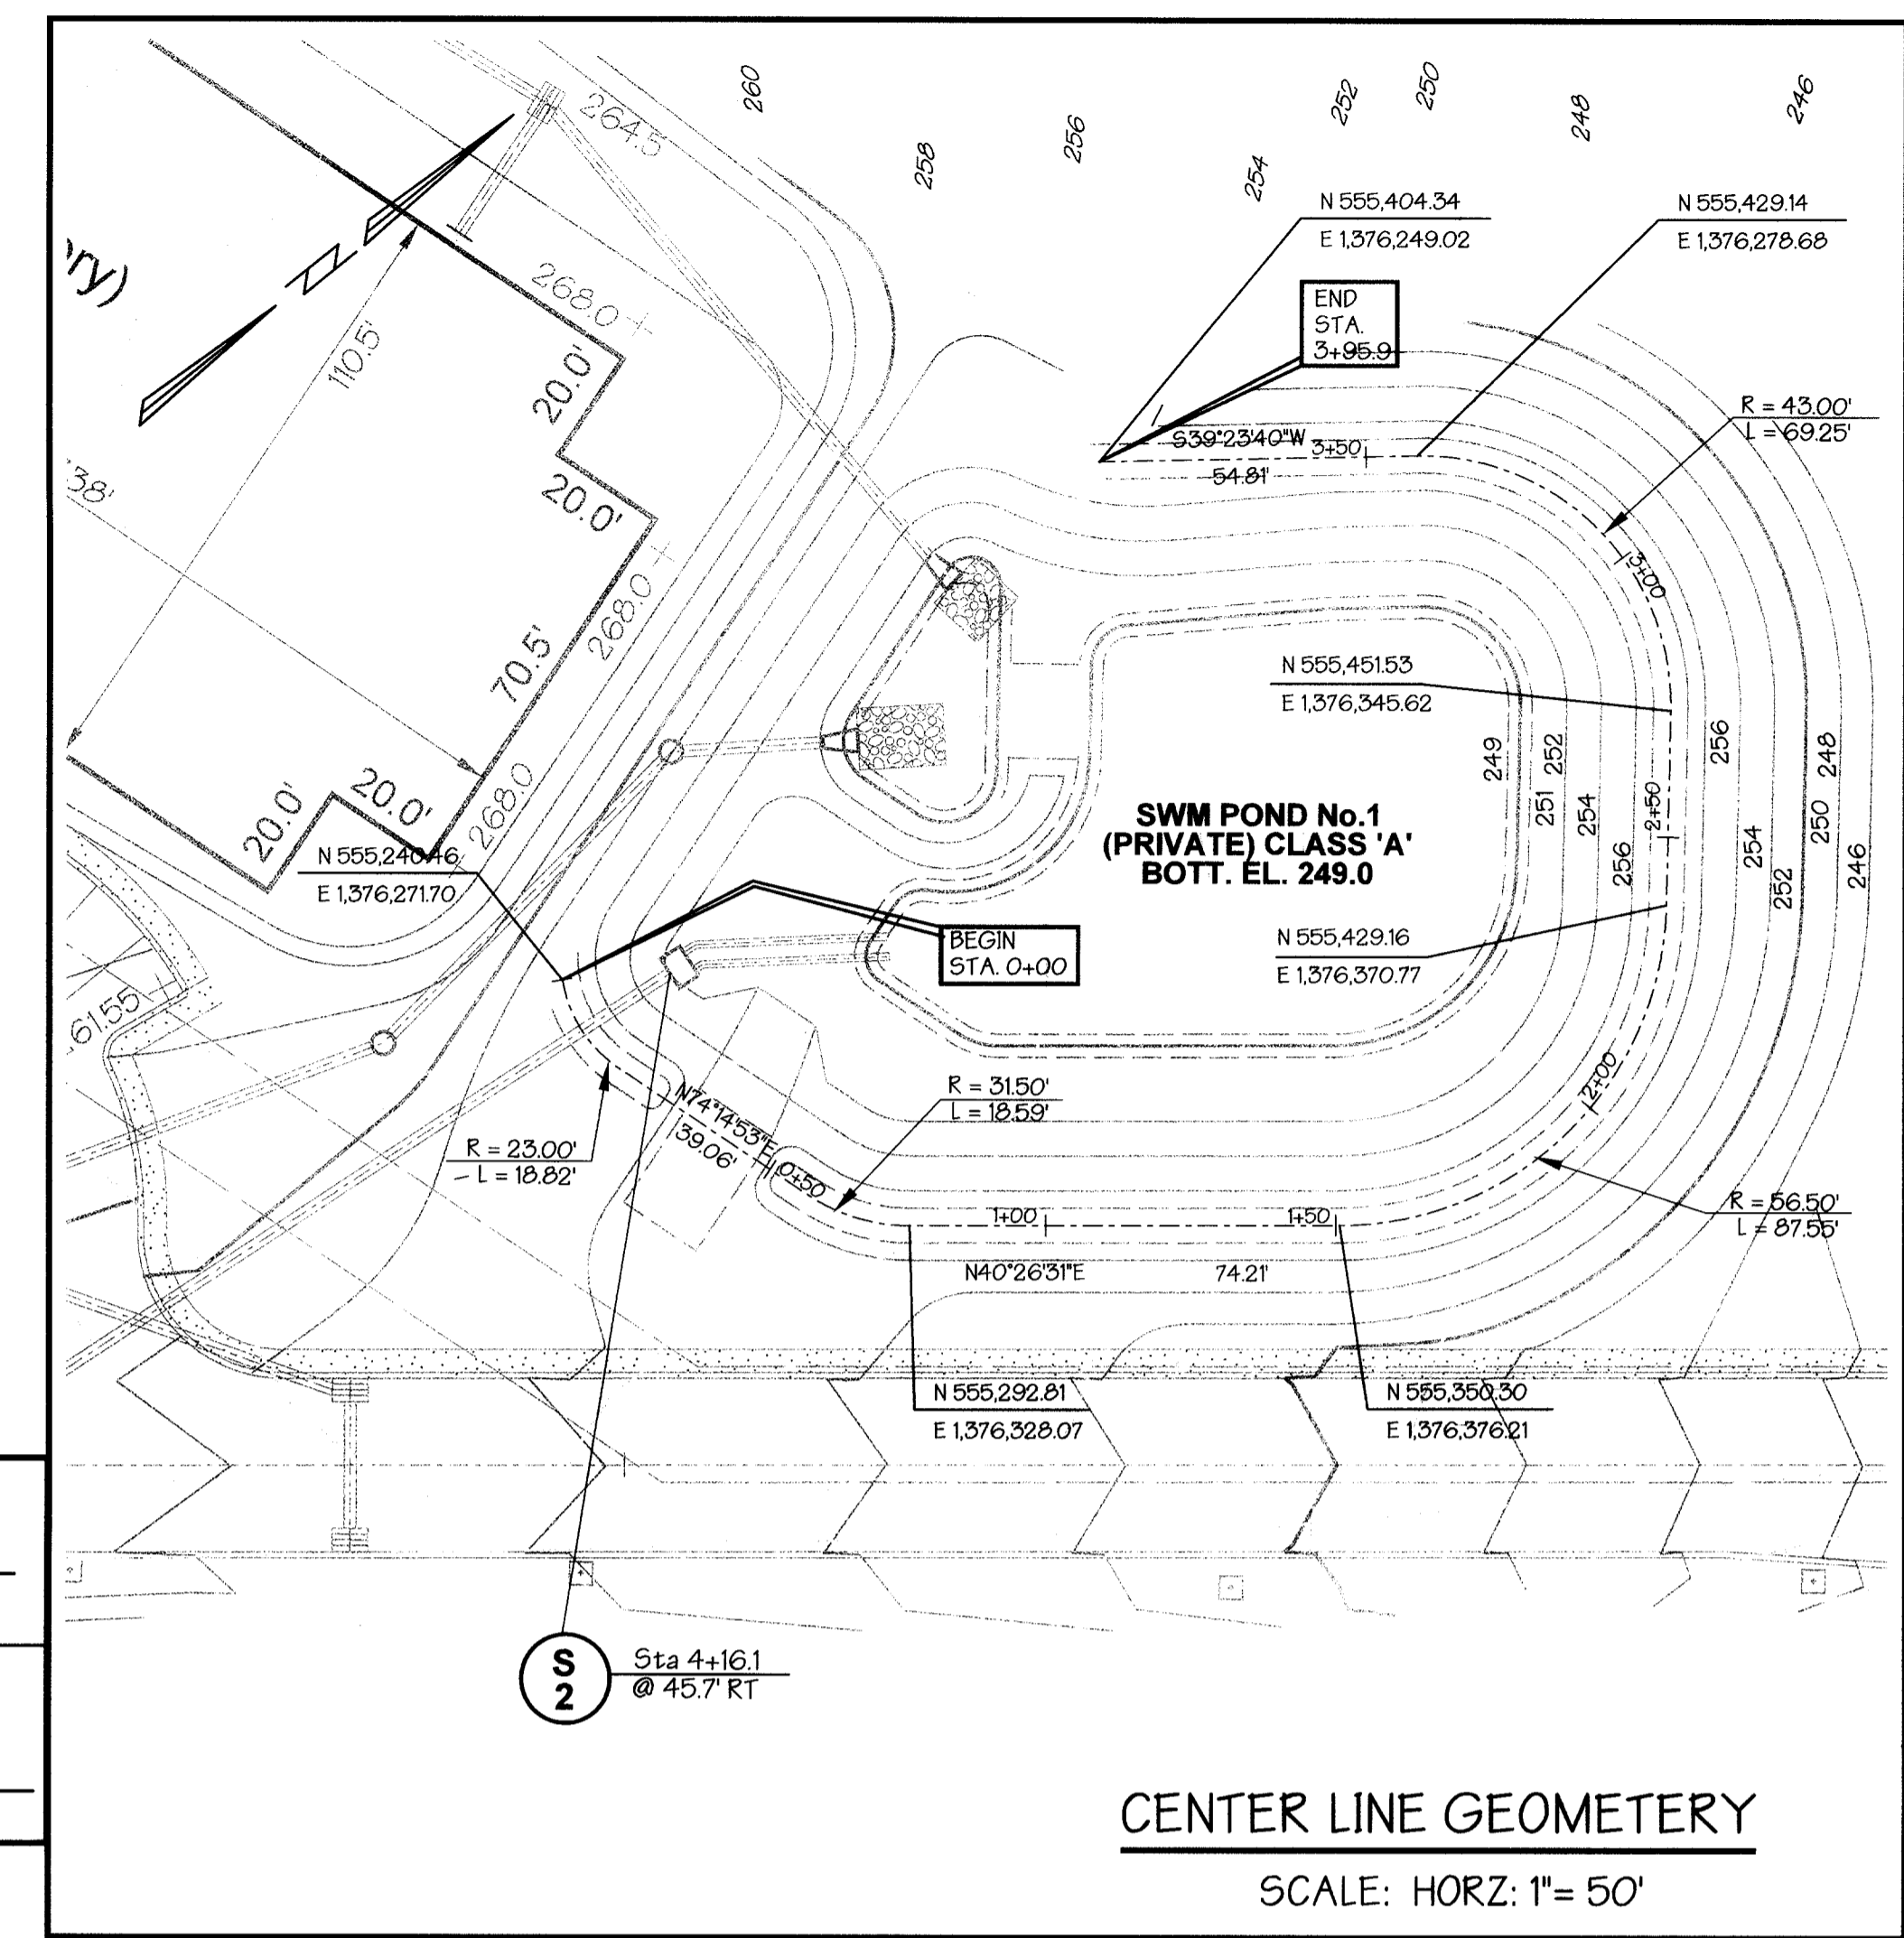 260
258
256
254
252
250
248
246
264.5
N 555,404.34
E 1,376,249.02
N 555,429.14
E 1,376,278.68
END
STA.
3+95.9
R = 43.00'
L = 69.25'
S39°23'40"W
3+50
54.81'
3+00
ry)
N
110.5'
268.0
20.0'
20.0'
38'
268.0
70.5'
N 555,451.53
E 1,376,345.62
249
252
251
254
256
2+50
256
254
252
250
248
246
SWM POND No.1
(PRIVATE) CLASS 'A'
BOTT. EL. 249.0
20.0'
20.0'
268.0
N 555,240.46
E 1,376,271.70
BEGIN
STA. 0+00
N 555,429.16
E 1,376,370.77
61.55
2+00
N74°14'53"E
39.06'
0+50
R = 31.50'
L = 18.59'
R = 23.00'
L = 18.82'
R = 56.50'
L = 87.55'
1+00
1+50
N40°26'31"E
74.21'
N 555,292.81
E 1,376,328.07
N 555,350.30
E 1,376,376.21
S
2
Sta 4+16.1
@ 45.7' RT
CENTER LINE GEOMETERY
SCALE: HORZ: 1"= 50'